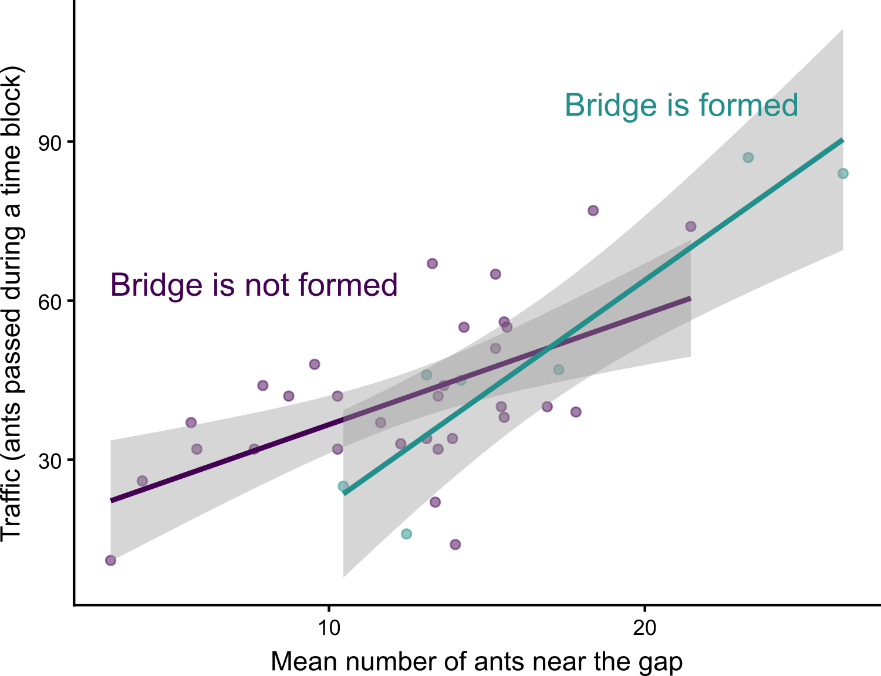 Traffic (ants passed during a time block)
90
60
30
Bridge is formed
Bridge is not formed
10
20
Mean number of ants near the gap